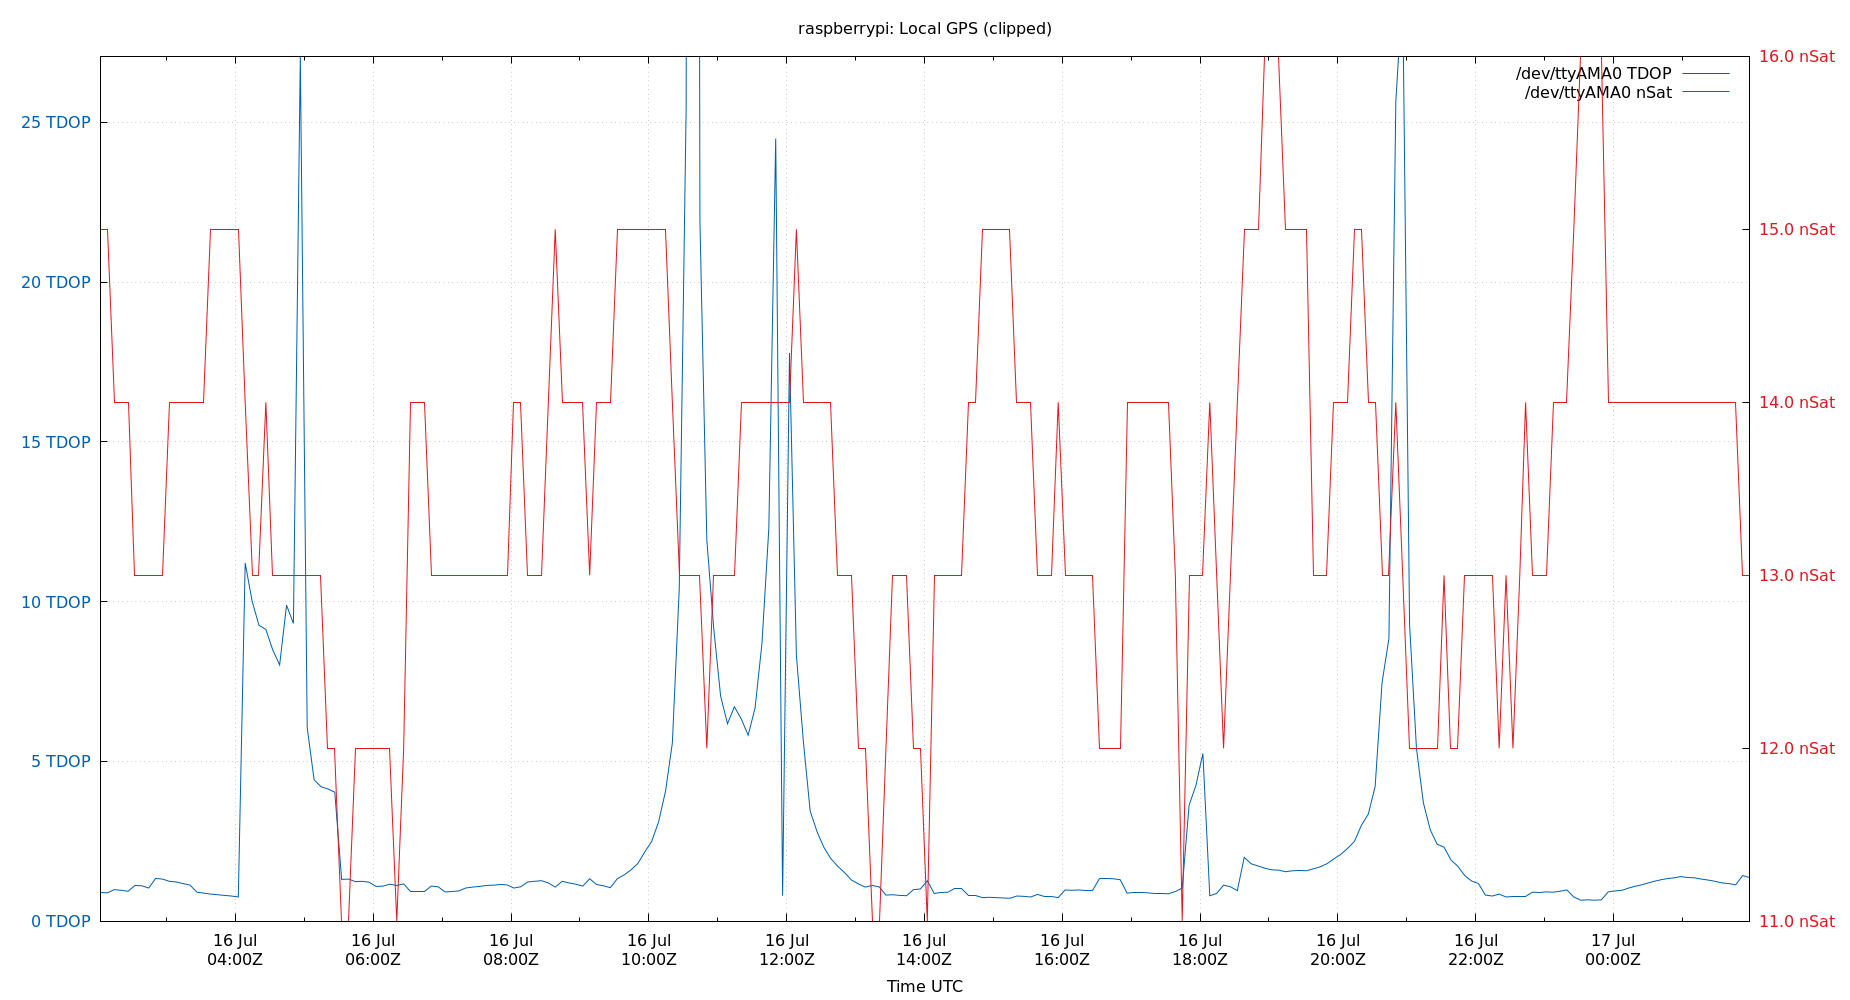 raspberrypi: Local GPS (clipped)
/dev/ttyAMA0 TDOP
/dev/ttyAMA0 nSat
25 TDOP
20 TDOP
15 TDOP
10 TDOP
5 TDOP
0 TDOP
16.0 nSat
15.0 nSat
14.0 nSat
13.0 nSat
12.0 nSat
11.0 nSat
16 Jul
04:00Z
16 Jul
06:00Z
16 Jul
08:00Z
16 Jul
10:00Z
16 Jul
12:00Z
16 Jul
14:00Z
16 Jul
16:00Z
16 Jul
18:00Z
16 Jul
20:00Z
16 Jul
22:00Z
17 Jul
00:00Z
Time UTC